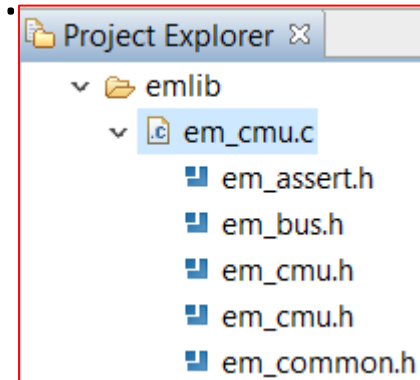 Project Explorer
emlib
.c em_cmu.c
em_assert.h
em_bus.h
em_cmu.h
em_cmu.h
em_common.h